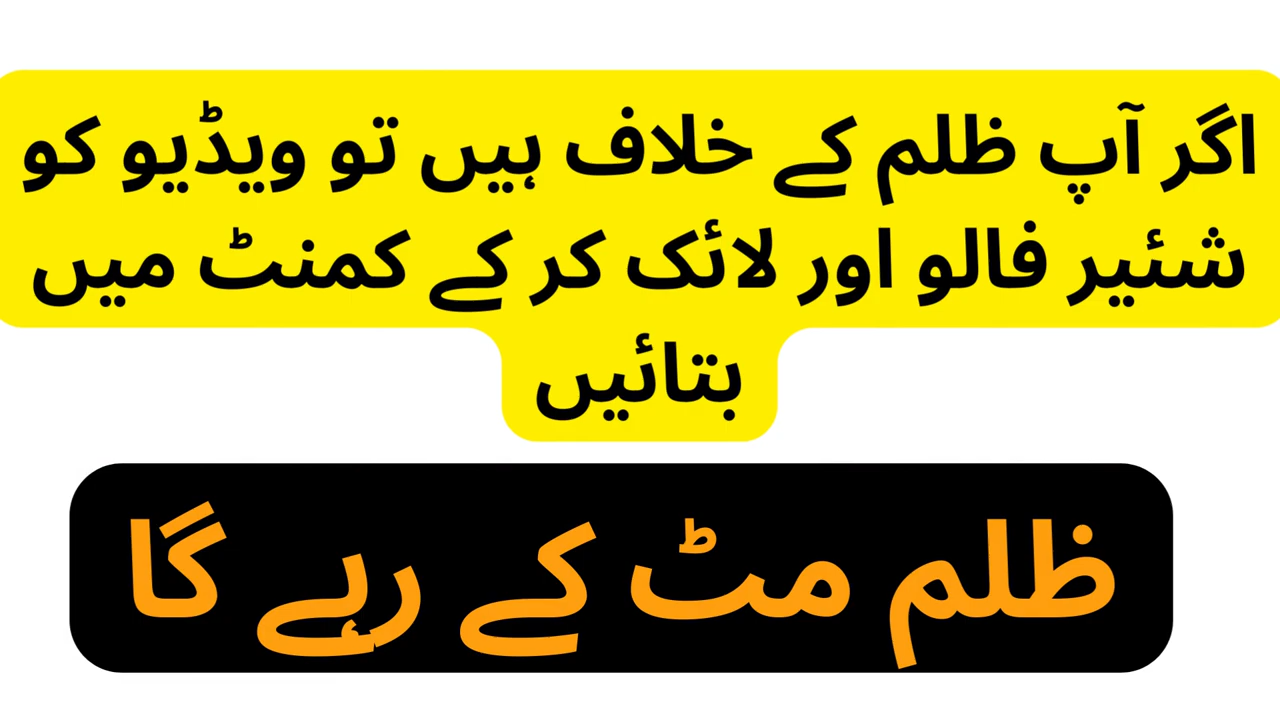 اگر آپ ظلم کے خلاف ہیں تو ویڈیو کو
شئیر فالو اور لائک کر کے کمنٹ میں
بتائیں
ظلم مٹ کے رہے گا